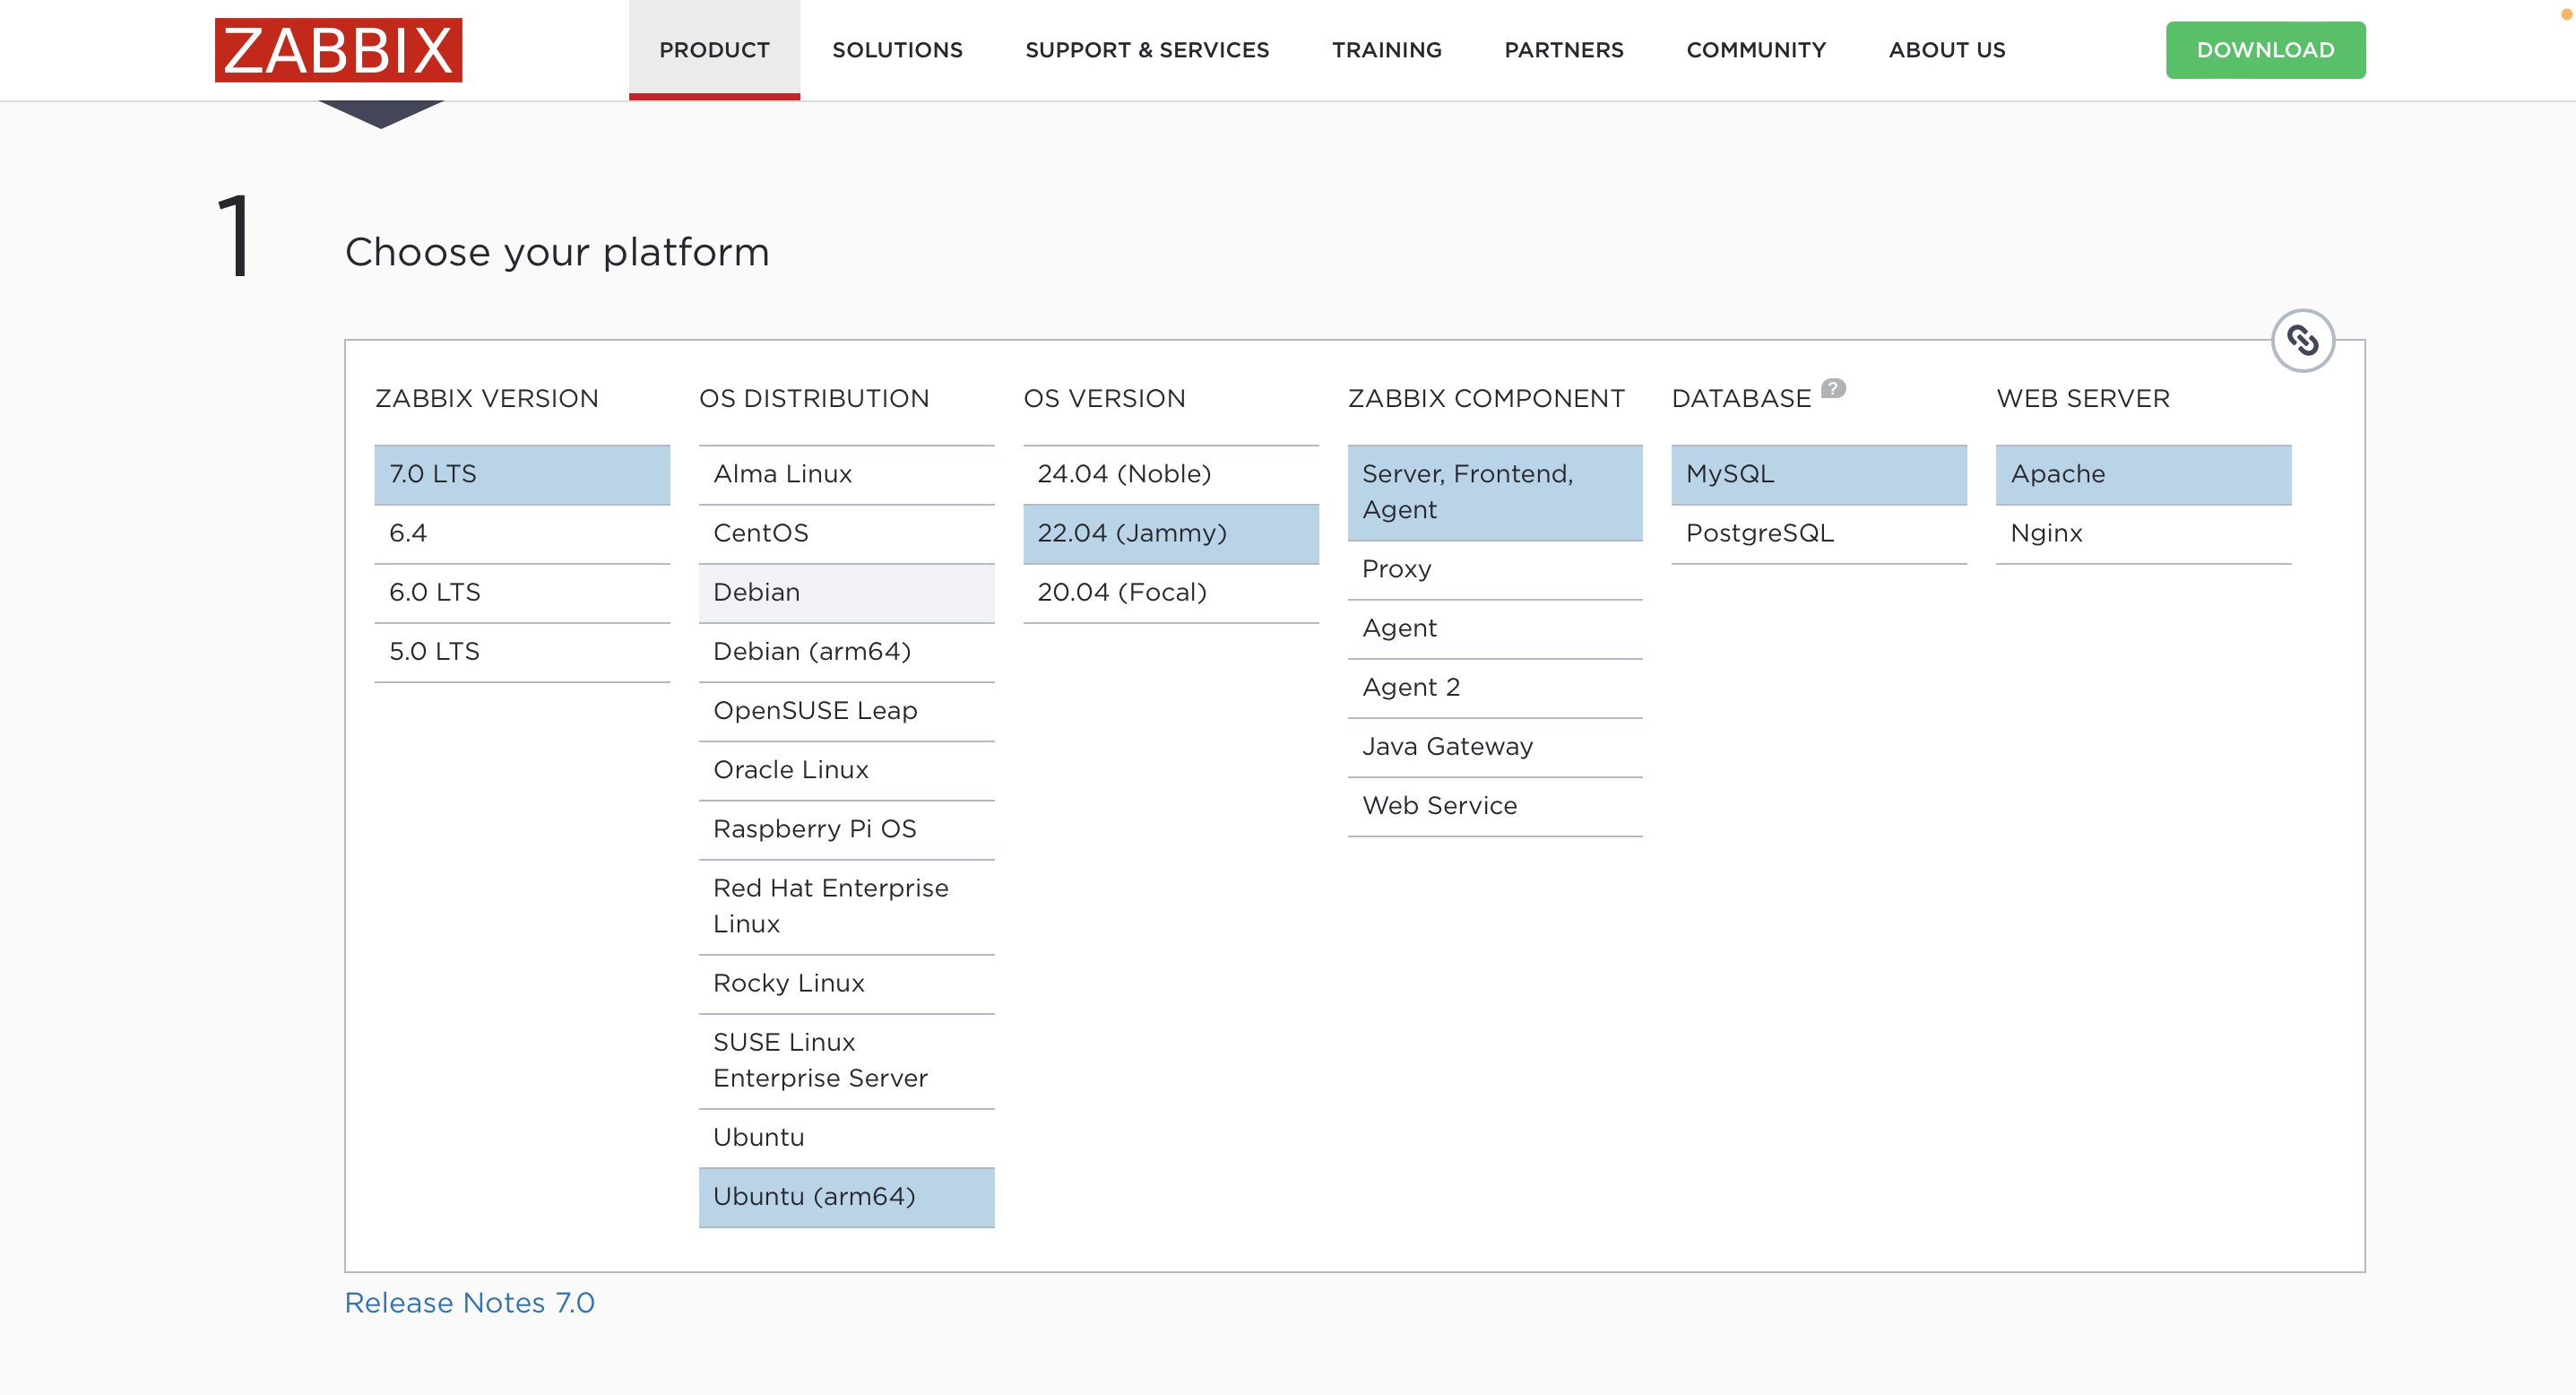 ZABBIX
PRODUCT
SOLUTIONS
SUPPORT & SERVICES
TRAINING
PARTNERS
COMMUNITY
ABOUT US
DOWNLOAD
1
Choose your platform
ZABBIX VERSION
7.0 LTS
6.4
6.0 LTS
5.0 LTS
OS DISTRIBUTION
Alma Linux
CentOS
Debian
Debian (arm64)
OpenSUSE Leap
Oracle Linux
Raspberry Pi OS
Red Hat Enterprise
Linux
Rocky Linux
SUSE Linux
Enterprise Server
Ubuntu
Ubuntu (arm64)
OS VERSION
24.04 (Noble)
22.04 (Jammy)
20.04 (Focal)
ZABBIX COMPONENT
Server, Frontend,
Agent
Proxy
Agent
Agent 2
Java Gateway
Web Service
DATABASE ?
MySQL
PostgreSQL
WEB SERVER
Apache
Nginx
Release Notes 7.0